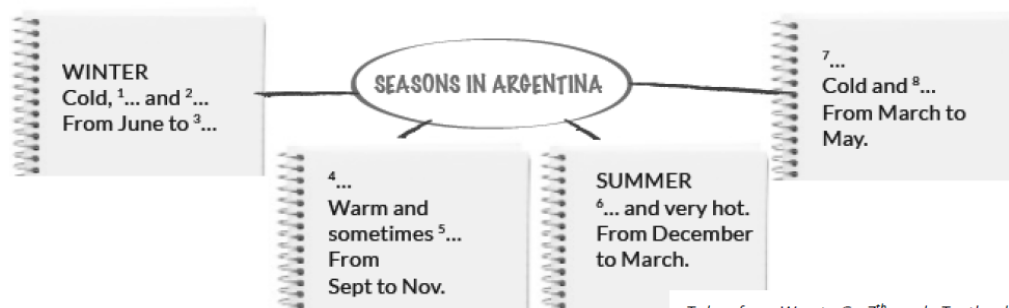 SEASONS IN ARGENTINA
WINTER
Cold, ¹... and ²...
From June to ³...
⁴...
Warm and
sometimes ⁵...
From
Sept to Nov.
SUMMER
⁶... and very hot.
From December
to March.
⁷...
Cold and ⁸...
From March to
May.